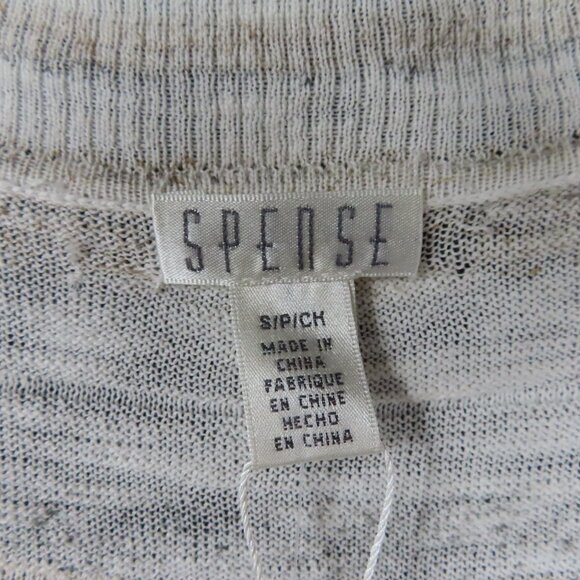 SPENSE
S/P/CH
MADE IN
CHINA
FABRIQUE
EN CHINE
HECHO
EN CHINA